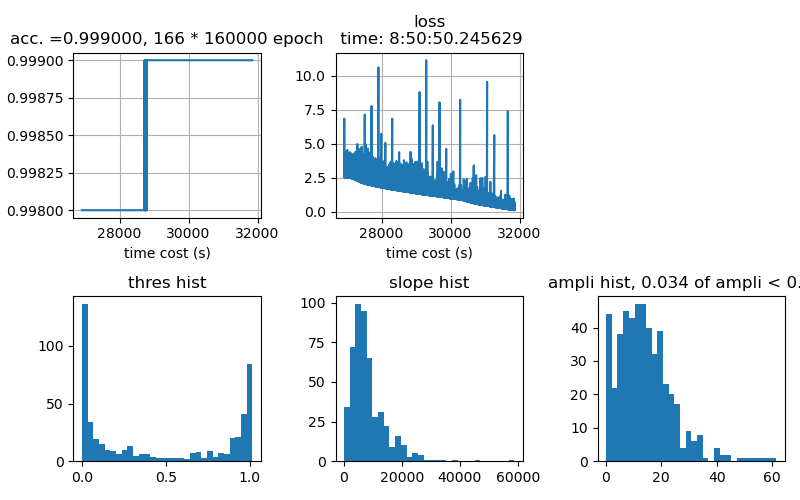 acc. =0.999000, 166 * 160000 epoch
loss
time: 8:50:50.245629
0.99900
0.99875
0.99850
0.99825
0.99800
28000 30000 32000
time cost (s)
10.0
7.5
5.0
2.5
0.0
28000 30000 32000
time cost (s)
thres hist
100
50
0
0.0 0.5 1.0
slope hist
100
75
50
25
0
0 20000 40000 60000
ampli hist, 0.034 of ampli < 0.
40
30
20
10
0
0 20 40 60